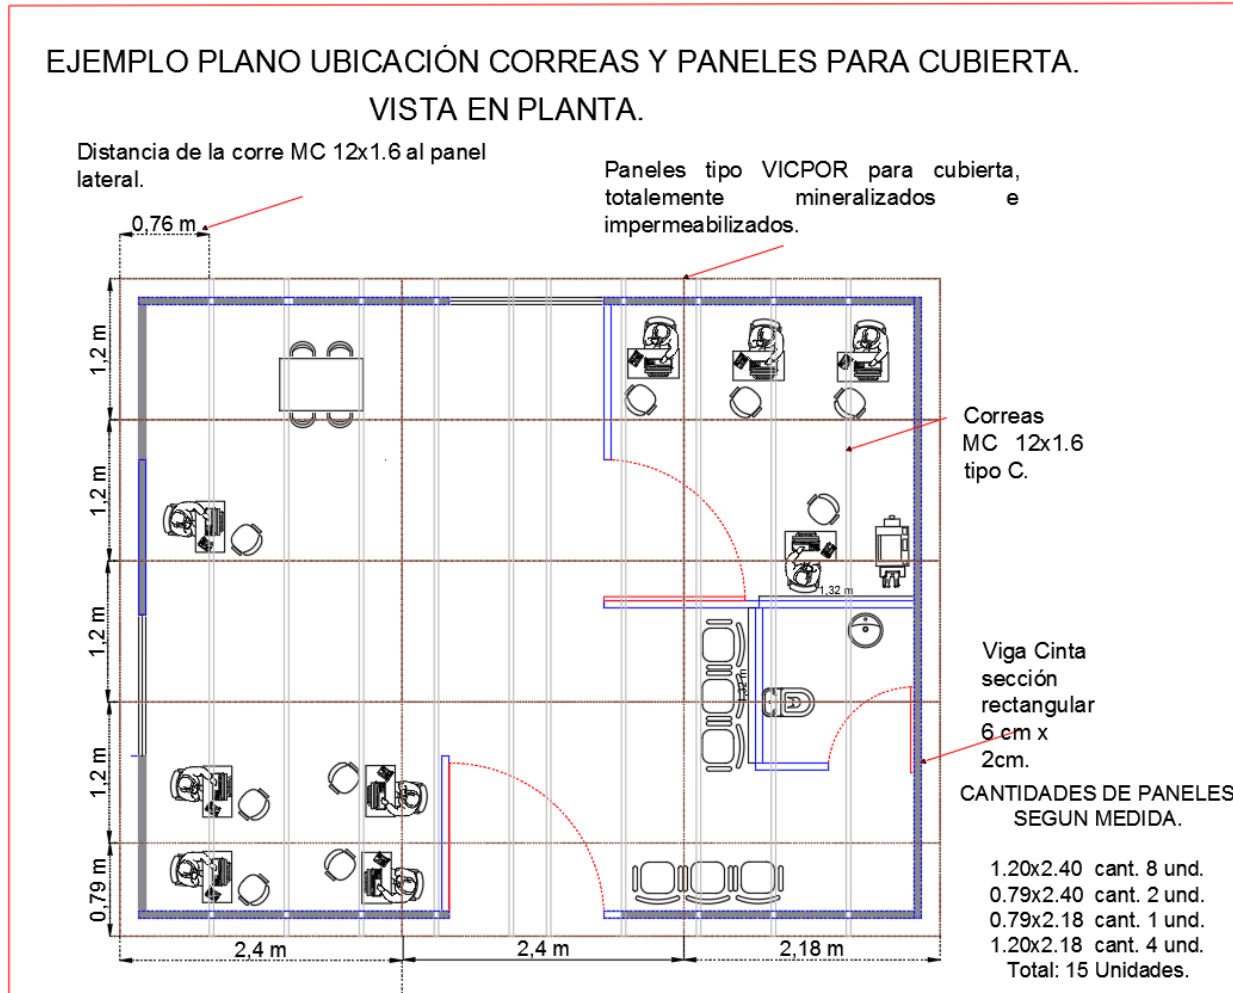 EJEMPLO PLANO UBICACIÓN CORREAS Y PANELES PARA CUBIERTA.
VISTA EN PLANTA.
Distancia de la corre MC 12x1.6 al panel
lateral.
Paneles tipo VICPOR para cubierta,
totalemente mineralizados e
impermeabilizados.
0,76 m
1,2 m
1,2 m
Correas
MC 12x1.6
tipo C.
1,32 m
1,2 m
1,32 m
Viga Cinta
sección
rectangular
6 cm x
2cm.
1,2 m
CANTIDADES DE PANELES
SEGUN MEDIDA.
0,79 m
1.20x2.40 cant. 8 und.
0.79x2.40 cant. 2 und.
0.79x2.18 cant. 1 und.
1.20x2.18 cant. 4 und.
Total: 15 Unidades.
2,4 m
2,4 m
2,18 m